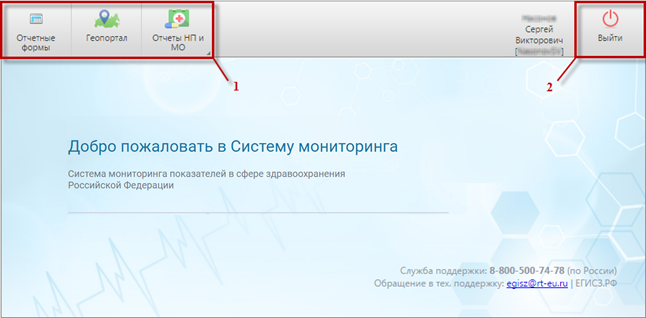 Отчетные
формы
Геопортал
Отчеты НП и
МО
Сергей
Викторович
Выйти
1
2
Добро пожаловать в Систему мониторинга
Система мониторинга показателей в сфере здравоохранения
Российской Федерации
Служба поддержки: 8-800-500-74-78 (по России)
Обращение в тех. поддержку: egisz@rt-eu.ru | ЕГИСЗ.РФ